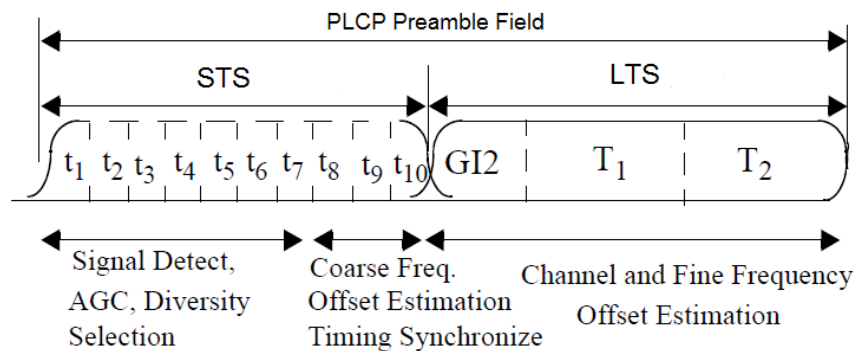 PLCP Preamble Field
STS
LTS
t1 t2 t3 t4 t5 t6 t7 t8 t9 t10 GI2 T1 T2
Signal Detect,
AGC, Diversity
Selection
Coarse Freq.
Offset Estimation
Timing Synchronize
Channel and Fine Frequency
Offset Estimation